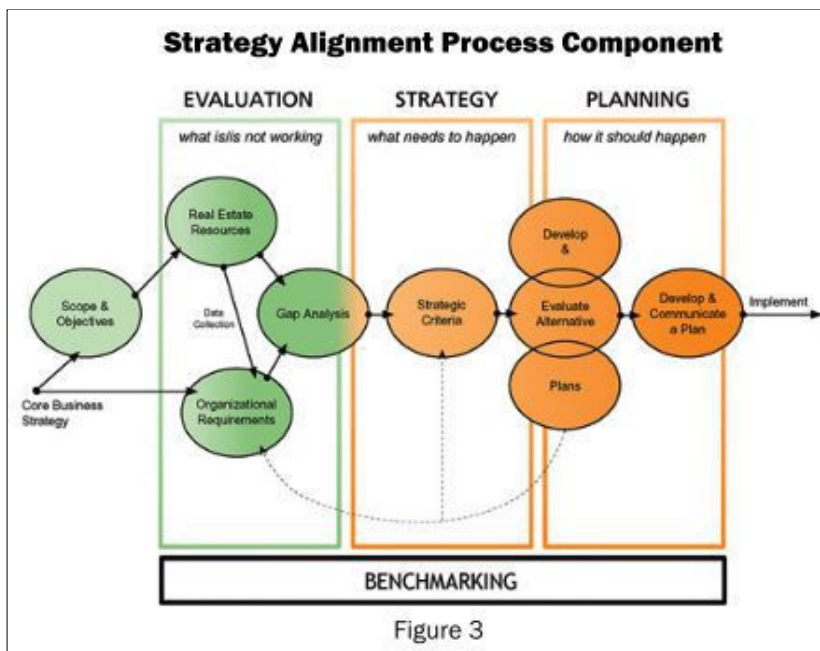 Strategy Alignment Process Component
EVALUATION
what is/is not working
STRATEGY
what needs to happen
PLANNING
how it should happen
Real Estate
Resources
Scope &
Objectives
Data
Collection
Gap Analysis
Organizational
Requirements
Core Business
Strategy
Strategic
Criteria
Develop &
Evaluate
Alternative
Plans
Develop &
Communicate
a Plan
Implement
BENCHMARKING
Figure 3